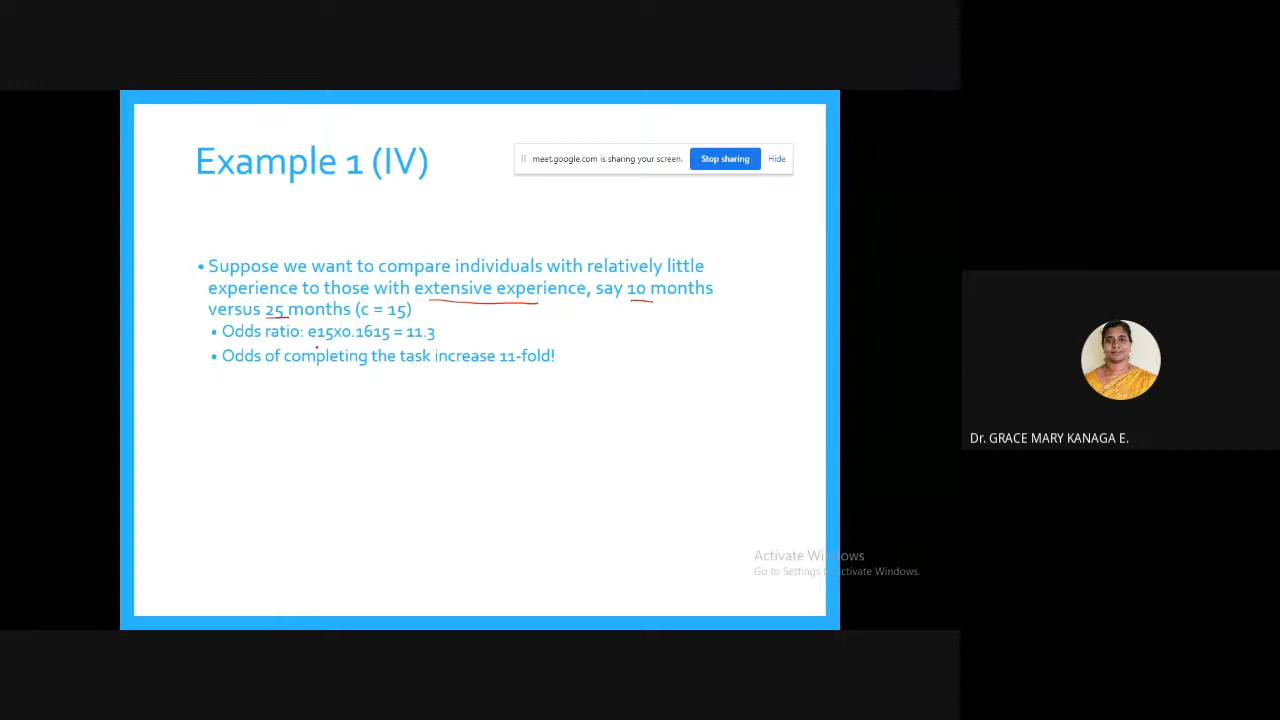 Example 1 (IV)
meet.google.com is sharing your screen.
Stop sharing
Hide
• Suppose we want to compare individuals with relatively little
experience to those with extensive experience, say 10 months
versus 25 months (c = 15)
• Odds ratio: e15x0.1615 = 11.3
• Odds of completing the task increase 11-fold!
Dr. GRACE MARY KANAGA E.
Activate Windows
Go to Settings to activate Windows.